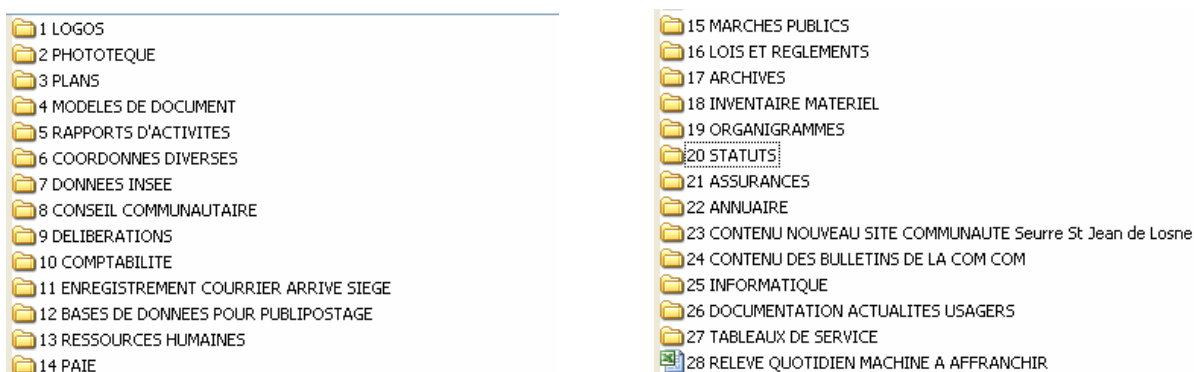 1 LOGOS
2 PHOTOTEQUE
3 PLANS
4 MODELES DE DOCUMENT
5 RAPPORTS D'ACTIVITES
6 COORDONNES DIVERSES
7 DONNEES INSEE
8 CONSEIL COMMUNAUTAIRE
9 DELIBERATIONS
10 COMPTABILITE
11 ENREGISTREMENT COURRIER ARRIVE SIEGE
12 BASES DE DONNEES POUR PUBLIPOSTAGE
13 RESSOURCES HUMAINES
14 PAIE
15 MARCHES PUBLICS
16 LOIS ET REGLEMENTS
17 ARCHIVES
18 INVENTAIRE MATERIEL
19 ORGANIGRAMMES
20 STATUTS
21 ASSURANCES
22 ANNUAIRE
23 CONTENU NOUVEAU SITE COMMUNAUTE Seurre St Jean de Losne
24 CONTENU DES BULLETINS DE LA COM COM
25 INFORMATIQUE
26 DOCUMENTATION ACTUALITES USAGERS
27 TABLEAUX DE SERVICE
28 RELEVE QUOTIDIEN MACHINE A AFFRANCHIR